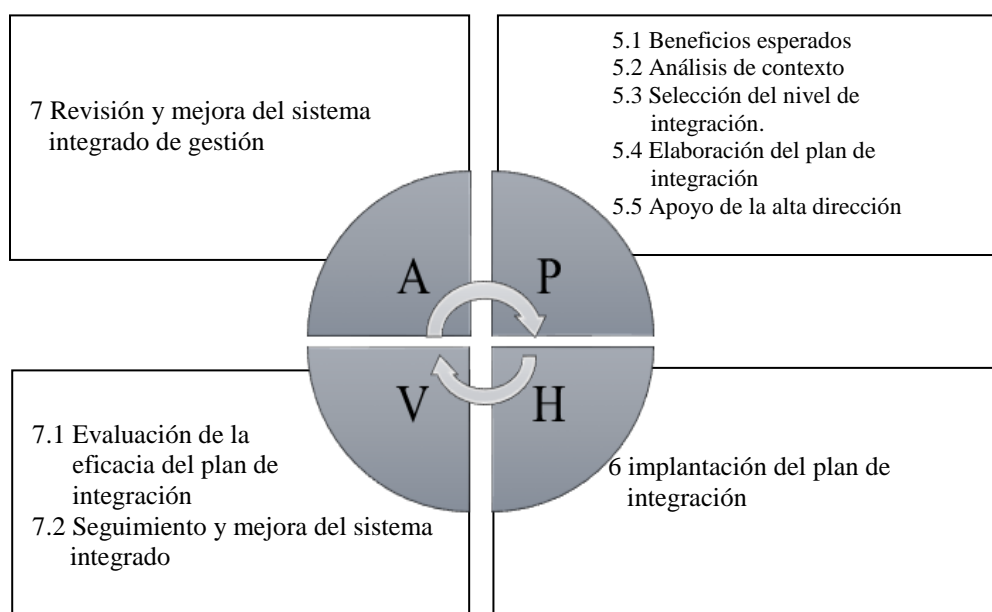 7 Revisión y mejora del sistema
integrado de gestión
5.1 Beneficios esperados
5.2 Análisis de contexto
5.3 Selección del nivel de
integración.
5.4 Elaboración del plan de
integración
5.5 Apoyo de la alta dirección
A
P
V
H
7.1 Evaluación de la
eficacia del plan de
integración
7.2 Seguimiento y mejora del sistema
integrado
6 implantación del plan de
integración